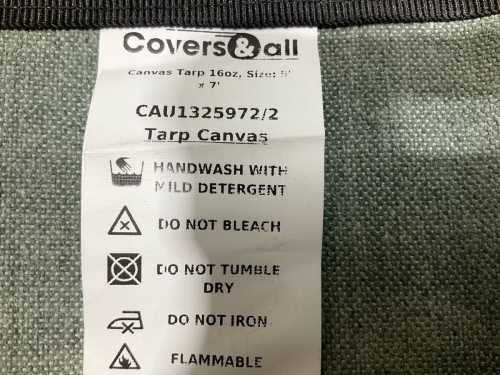 Covers&all
Canvas Tarp 16oz, Size: 5'
x 7'
CAU1325972/2
Tarp Canvas
HANDWASH WITH
MILD DETERGENT
DO NOT BLEACH
DO NOT TUMBLE
DRY
DO NOT IRON
FLAMMABLE